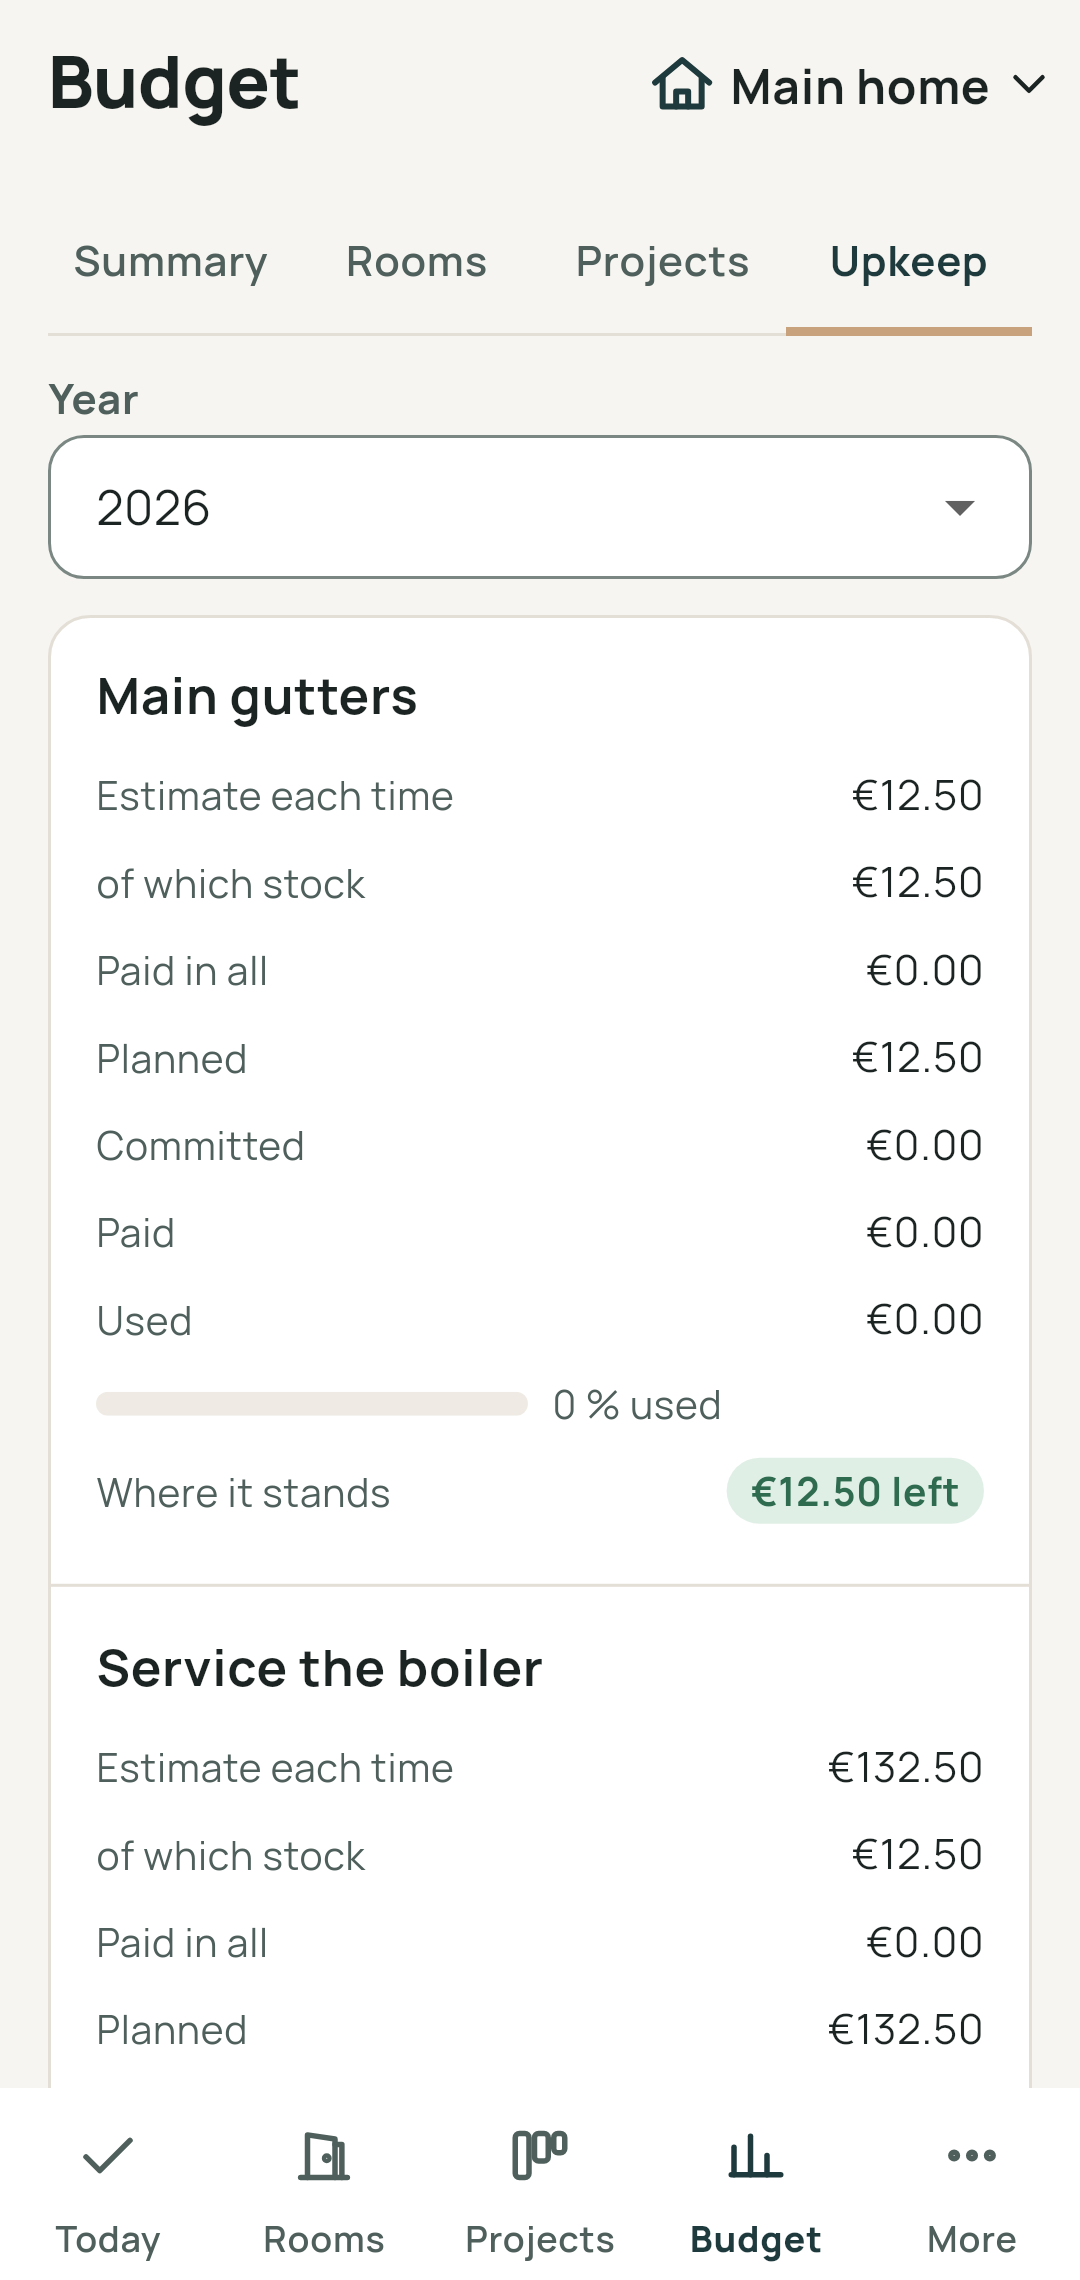 Budget
Main home
Summary Rooms Projects Upkeep
Year
2026
Main gutters
Estimate each time €12.50
of which stock €12.50
Paid in all €0.00
Planned €12.50
Committed €0.00
Paid €0.00
Used €0.00
0 % used
Where it stands €12.50 left
Service the boiler
Estimate each time €132.50
of which stock €12.50
Paid in all €0.00
Planned €132.50
Today Rooms Projects Budget More